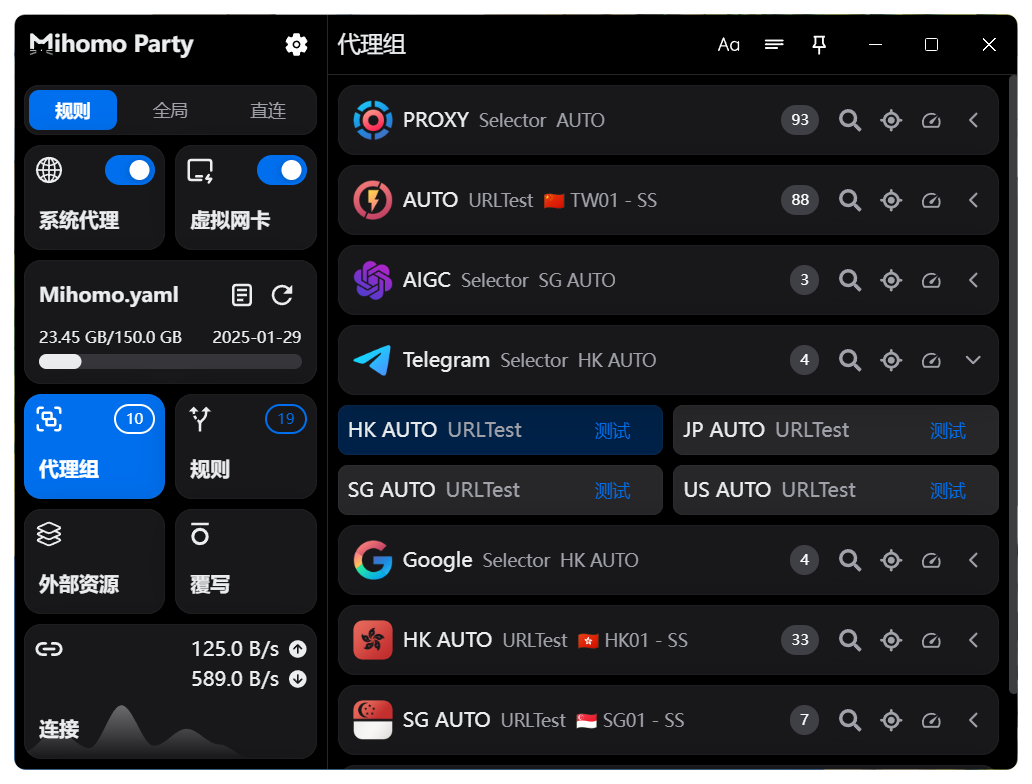 Mihomo Party
规则 全局 直连
系统代理 虚拟网卡
Mihomo.yaml
23.45 GB/150.0 GB 2025-01-29
10 19
代理组 规则
外部资源 覆写
125.0 B/s
589.0 B/s
连接
代理组 Aa
PROXY Selector AUTO 93
AUTO URLTest 🇨🇳 TW01 - SS 88
AIGC Selector SG AUTO 3
Telegram Selector HK AUTO 4
HK AUTO URLTest 测试 JP AUTO URLTest 测试
SG AUTO URLTest 测试 US AUTO URLTest 测试
Google Selector HK AUTO 4
HK AUTO URLTest 🇭🇰 HK01 - SS 33
SG AUTO URLTest 🇸🇬 SG01 - SS 7